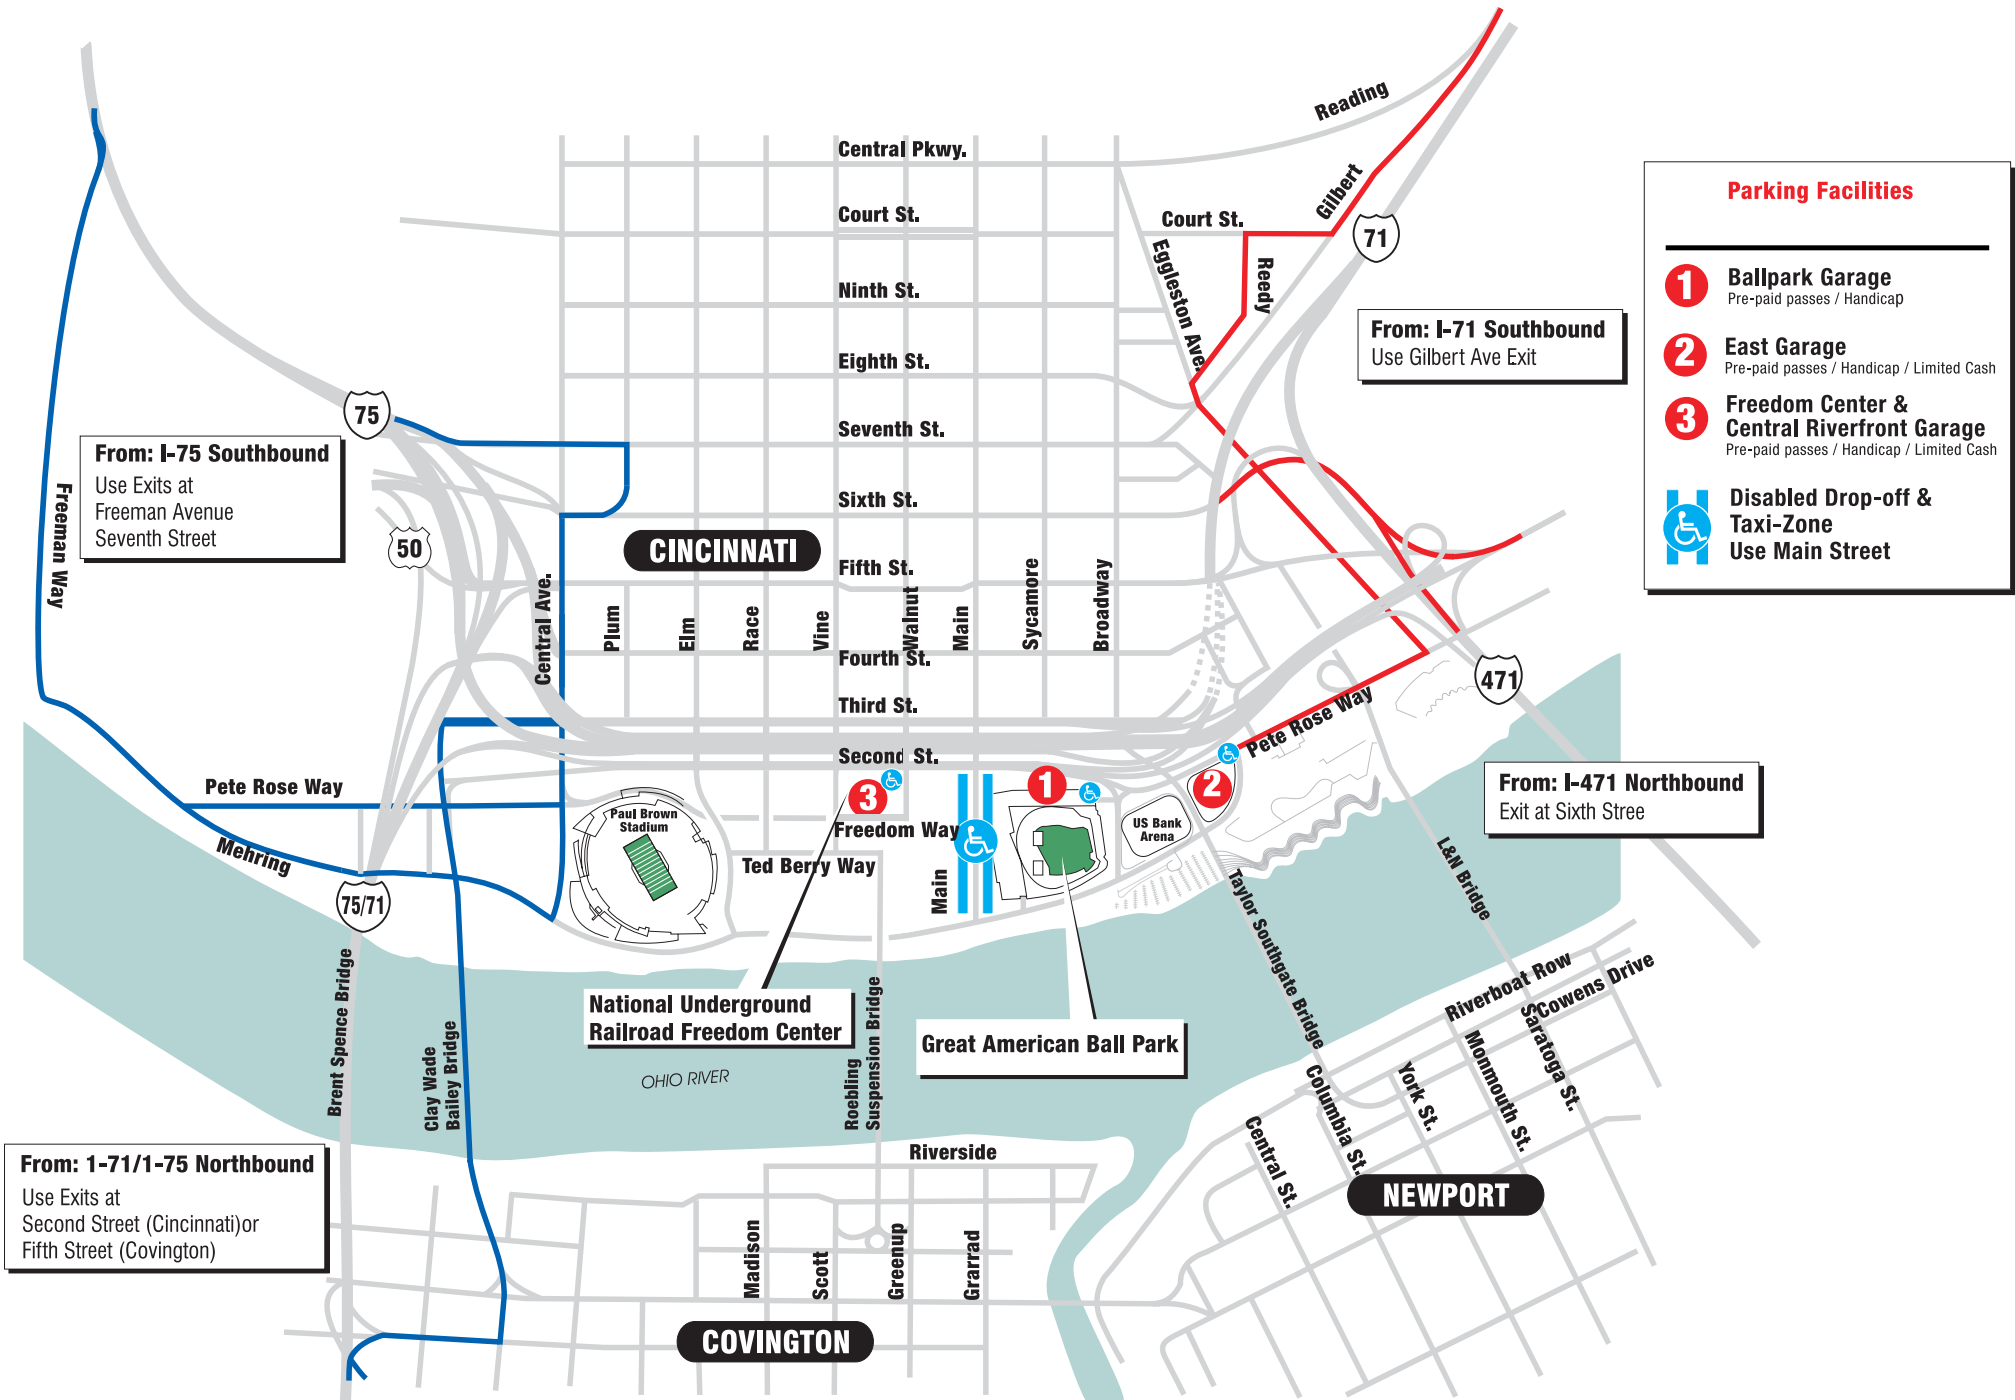 Reading
Central Pkwy.
Gilbert
Court St.
Court St.
71
Eggleston Ave.
Reedy
Ninth St.
Eighth St.
75
Seventh St.
Sixth St.
50
CINCINNATI
Fifth St.
Freeman Way
Central Ave.
Plum
Elm
Race
Vine
Walnut
Main
Sycamore
Broadway
Fourth St.
Third St.
471
Pete Rose Way
Second St.
Pete Rose Way
1
2
3
Paul Brown
Stadium
US Bank
Arena
Freedom Way
Mehring
Ted Berry Way
Main
75/71
L&N Bridge
Taylor Southgate Bridge
Brent Spence Bridge
Clay Wade
Bailey Bridge
Roebling
Suspension Bridge
OHIO RIVER
National Underground
Railroad Freedom Center
Great American Ball Park
Riverboat Row
Cowens Drive
Saratoga St.
Monmouth St.
York St.
Columbia St.
Central St.
NEWPORT
Riverside
Madison
Scott
Greenup
Grarrad
COVINGTON
From: I-75 Southbound
Use Exits at
Freeman Avenue
Seventh Street
From: I-71 Southbound
Use Gilbert Ave Exit
From: I-471 Northbound
Exit at Sixth Stree
From: 1-71/1-75 Northbound
Use Exits at
Second Street (Cincinnati)or
Fifth Street (Covington)
Parking Facilities
1
Ballpark Garage
Pre-paid passes / Handicap
2
East Garage
Pre-paid passes / Handicap / Limited Cash
3
Freedom Center &
Central Riverfront Garage
Pre-paid passes / Handicap / Limited Cash
Disabled Drop-off &
Taxi-Zone
Use Main Street